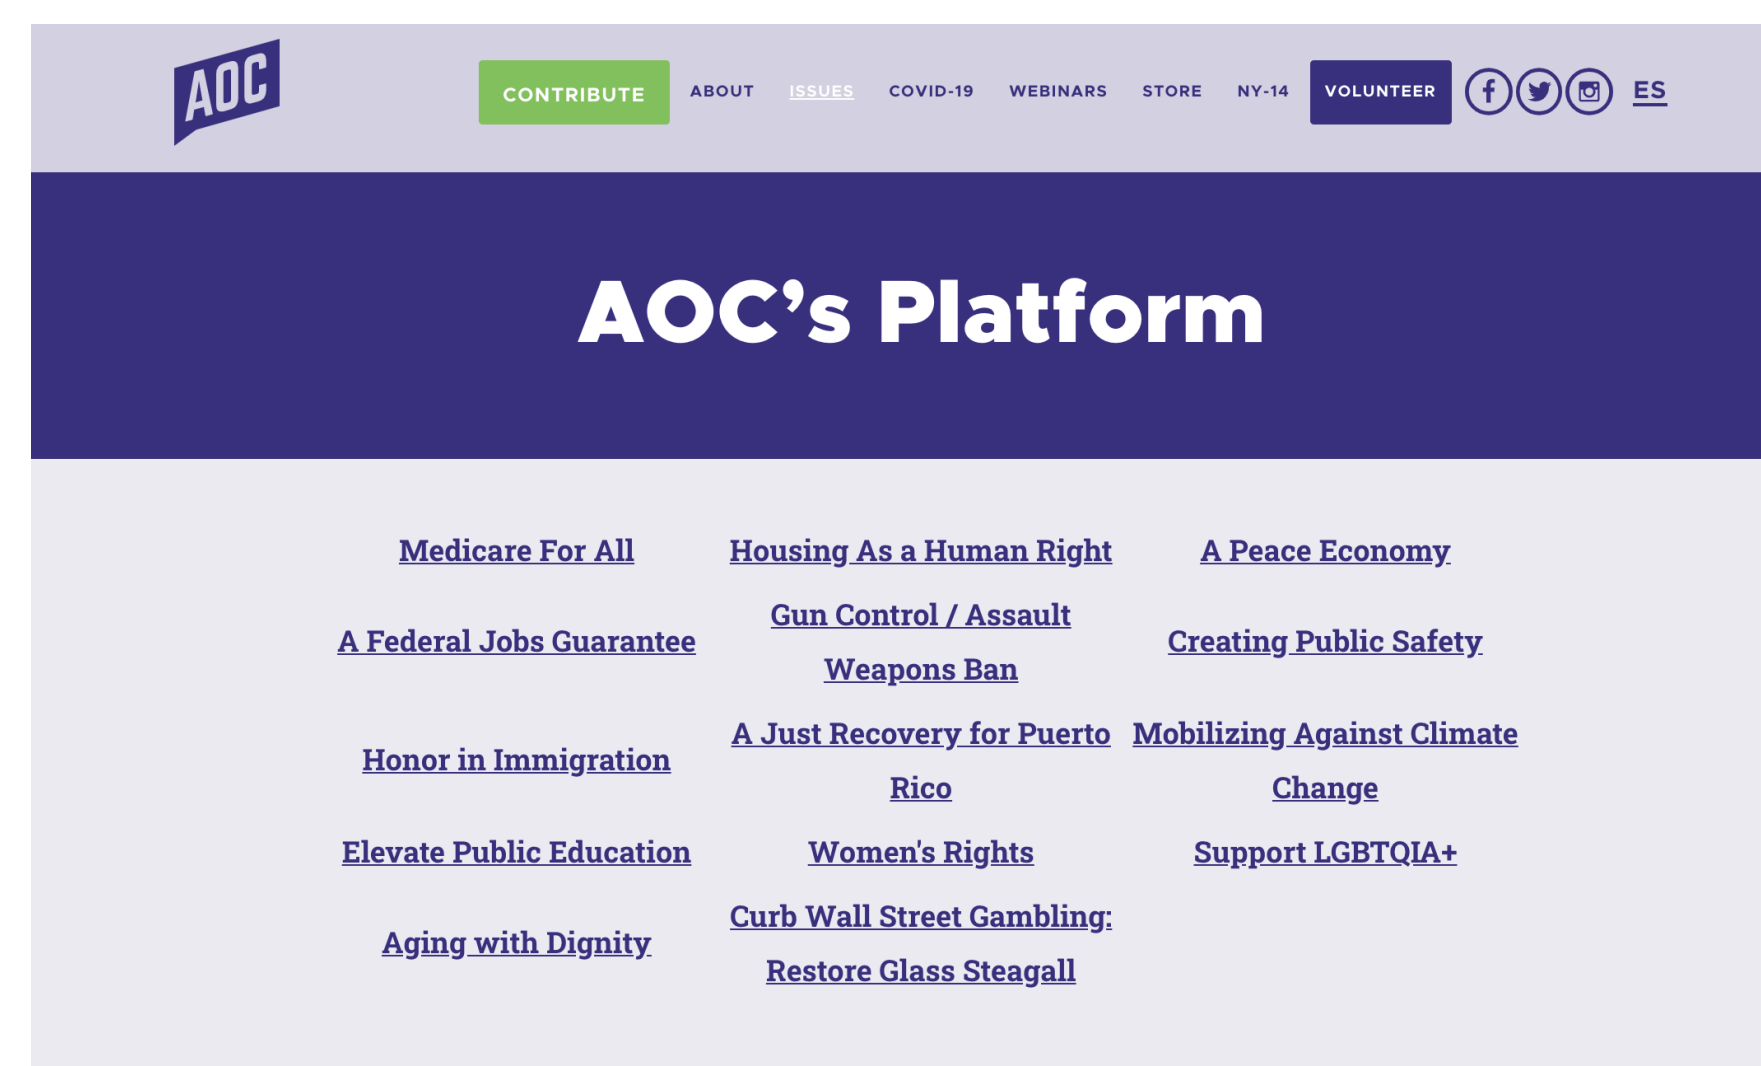 AOC
CONTRIBUTE ABOUT ISSUES COVID-19 WEBINARS STORE NY-14 VOLUNTEER ES
AOC’s Platform
Medicare For All
Housing As a Human Right
A Peace Economy
A Federal Jobs Guarantee
Gun Control / Assault
Weapons Ban
Creating Public Safety
Honor in Immigration
A Just Recovery for Puerto
Rico
Mobilizing Against Climate
Change
Elevate Public Education
Women's Rights
Support LGBTQIA+
Aging with Dignity
Curb Wall Street Gambling:
Restore Glass Steagall